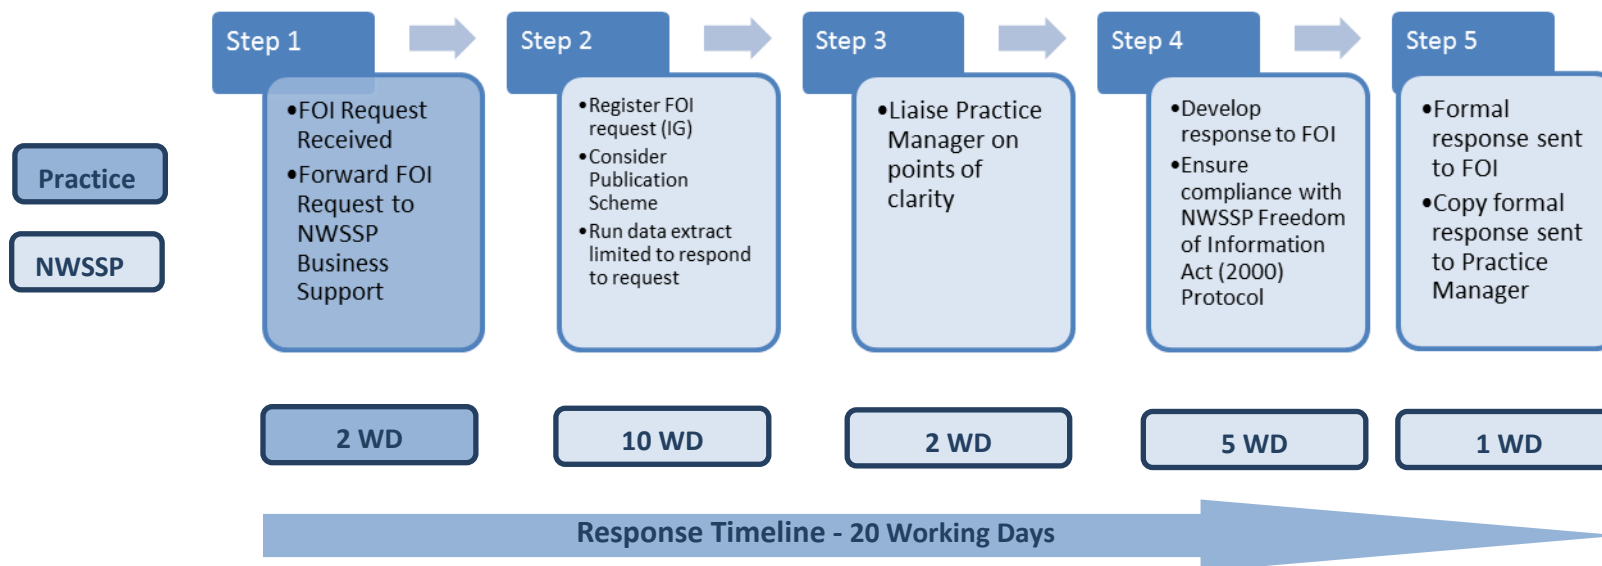 Step 1
Step 2
Step 3
Step 4
Step 5
Practice
NWSSP
•FOI Request
Received
•Forward FOI
Request to
NWSSP
Business
Support
•Register FOI
request (IG)
•Consider
Publication
Scheme
•Run data extract
limited to respond
to request
•Liaise Practice
Manager on
points of
clarity
•Develop
response to FOI
•Ensure
compliance with
NWSSP Freedom
of Information
Act (2000)
Protocol
•Formal
response sent
to FOI
•Copy formal
response sent
to Practice
Manager
2 WD
10 WD
2 WD
5 WD
1 WD
Response Timeline - 20 Working Days